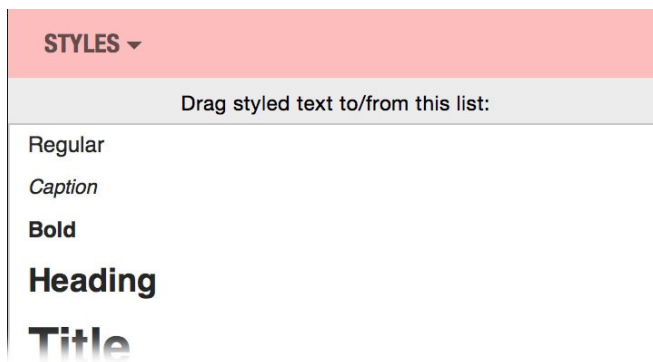 STYLES
Drag styled text to/from this list:
Regular
Caption
Bold
Heading
Title